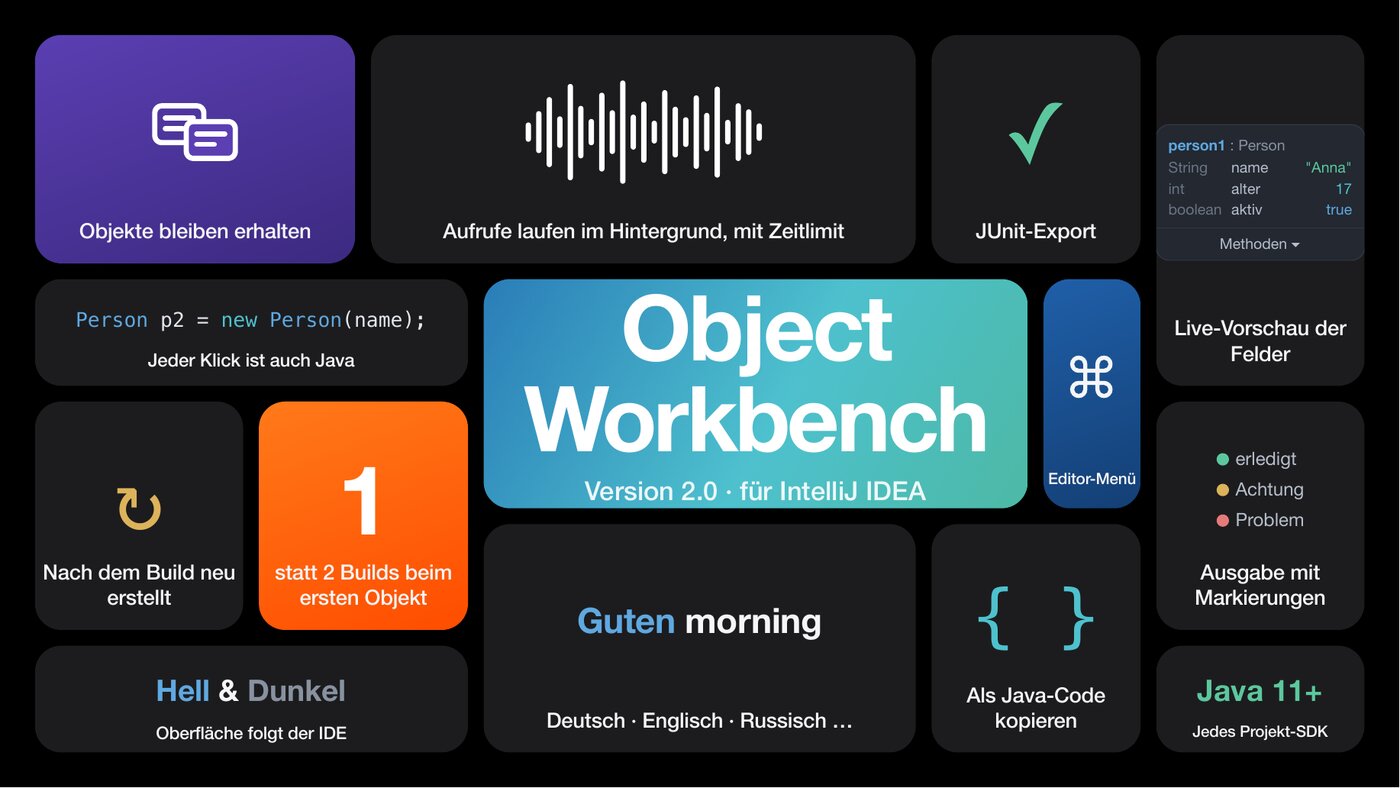 Objekte bleiben erhalten
Aufrufe laufen im Hintergrund, mit Zeitlimit
JUnit-Export
person1 : Person
String name "Anna"
int alter 17
boolean aktiv true
Methoden
Live-Vorschau der
Felder
Person p2 = new Person(name);
Jeder Klick ist auch Java
Object
Workbench
Version 2.0 · für IntelliJ IDEA
⌘
Editor-Menü
Nach dem Build neu
erstellt
1
statt 2 Builds beim
ersten Objekt
erledigt
Achtung
Problem
Ausgabe mit
Markierungen
Guten morning
Deutsch · Englisch · Russisch …
{ }
Als Java-Code
kopieren
Hell & Dunkel
Oberfläche folgt der IDE
Java 11+
Jedes Projekt-SDK